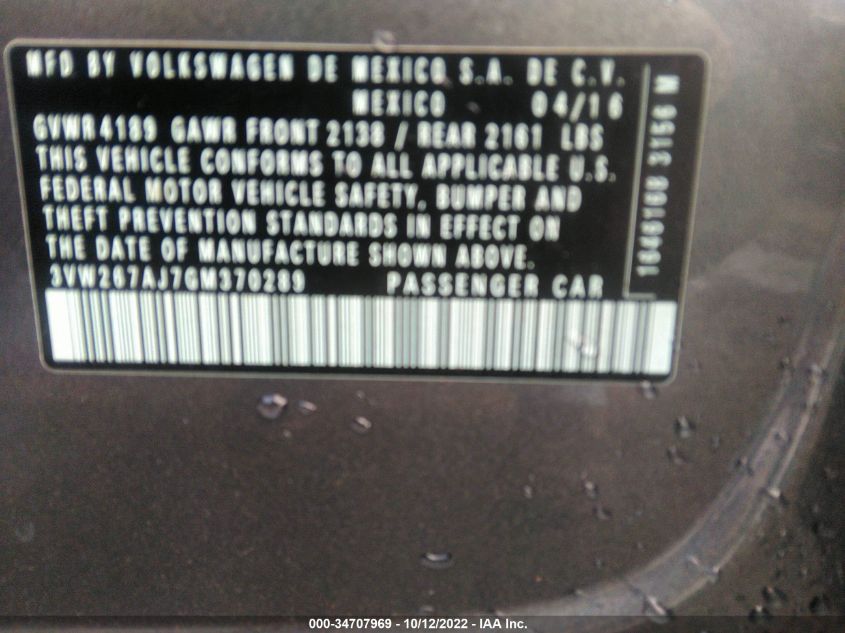 MFD BY VOLKSWAGEN DE MEXICO S.A. DE C.V.
MEXICO 04/16
GVWR 4189 GAWR FRONT 2138 / REAR 2161 LBS
THIS VEHICLE CONFORMS TO ALL APPLICABLE U.S.
FEDERAL MOTOR VEHICLE SAFETY, BUMPER AND
THEFT PREVENTION STANDARDS IN EFFECT ON
THE DATE OF MANUFACTURE SHOWN ABOVE.
3VW267AJ7GM370289 PASSENGER CAR
3156 M
000-34707969 - 10/12/2022 - IAA Inc.